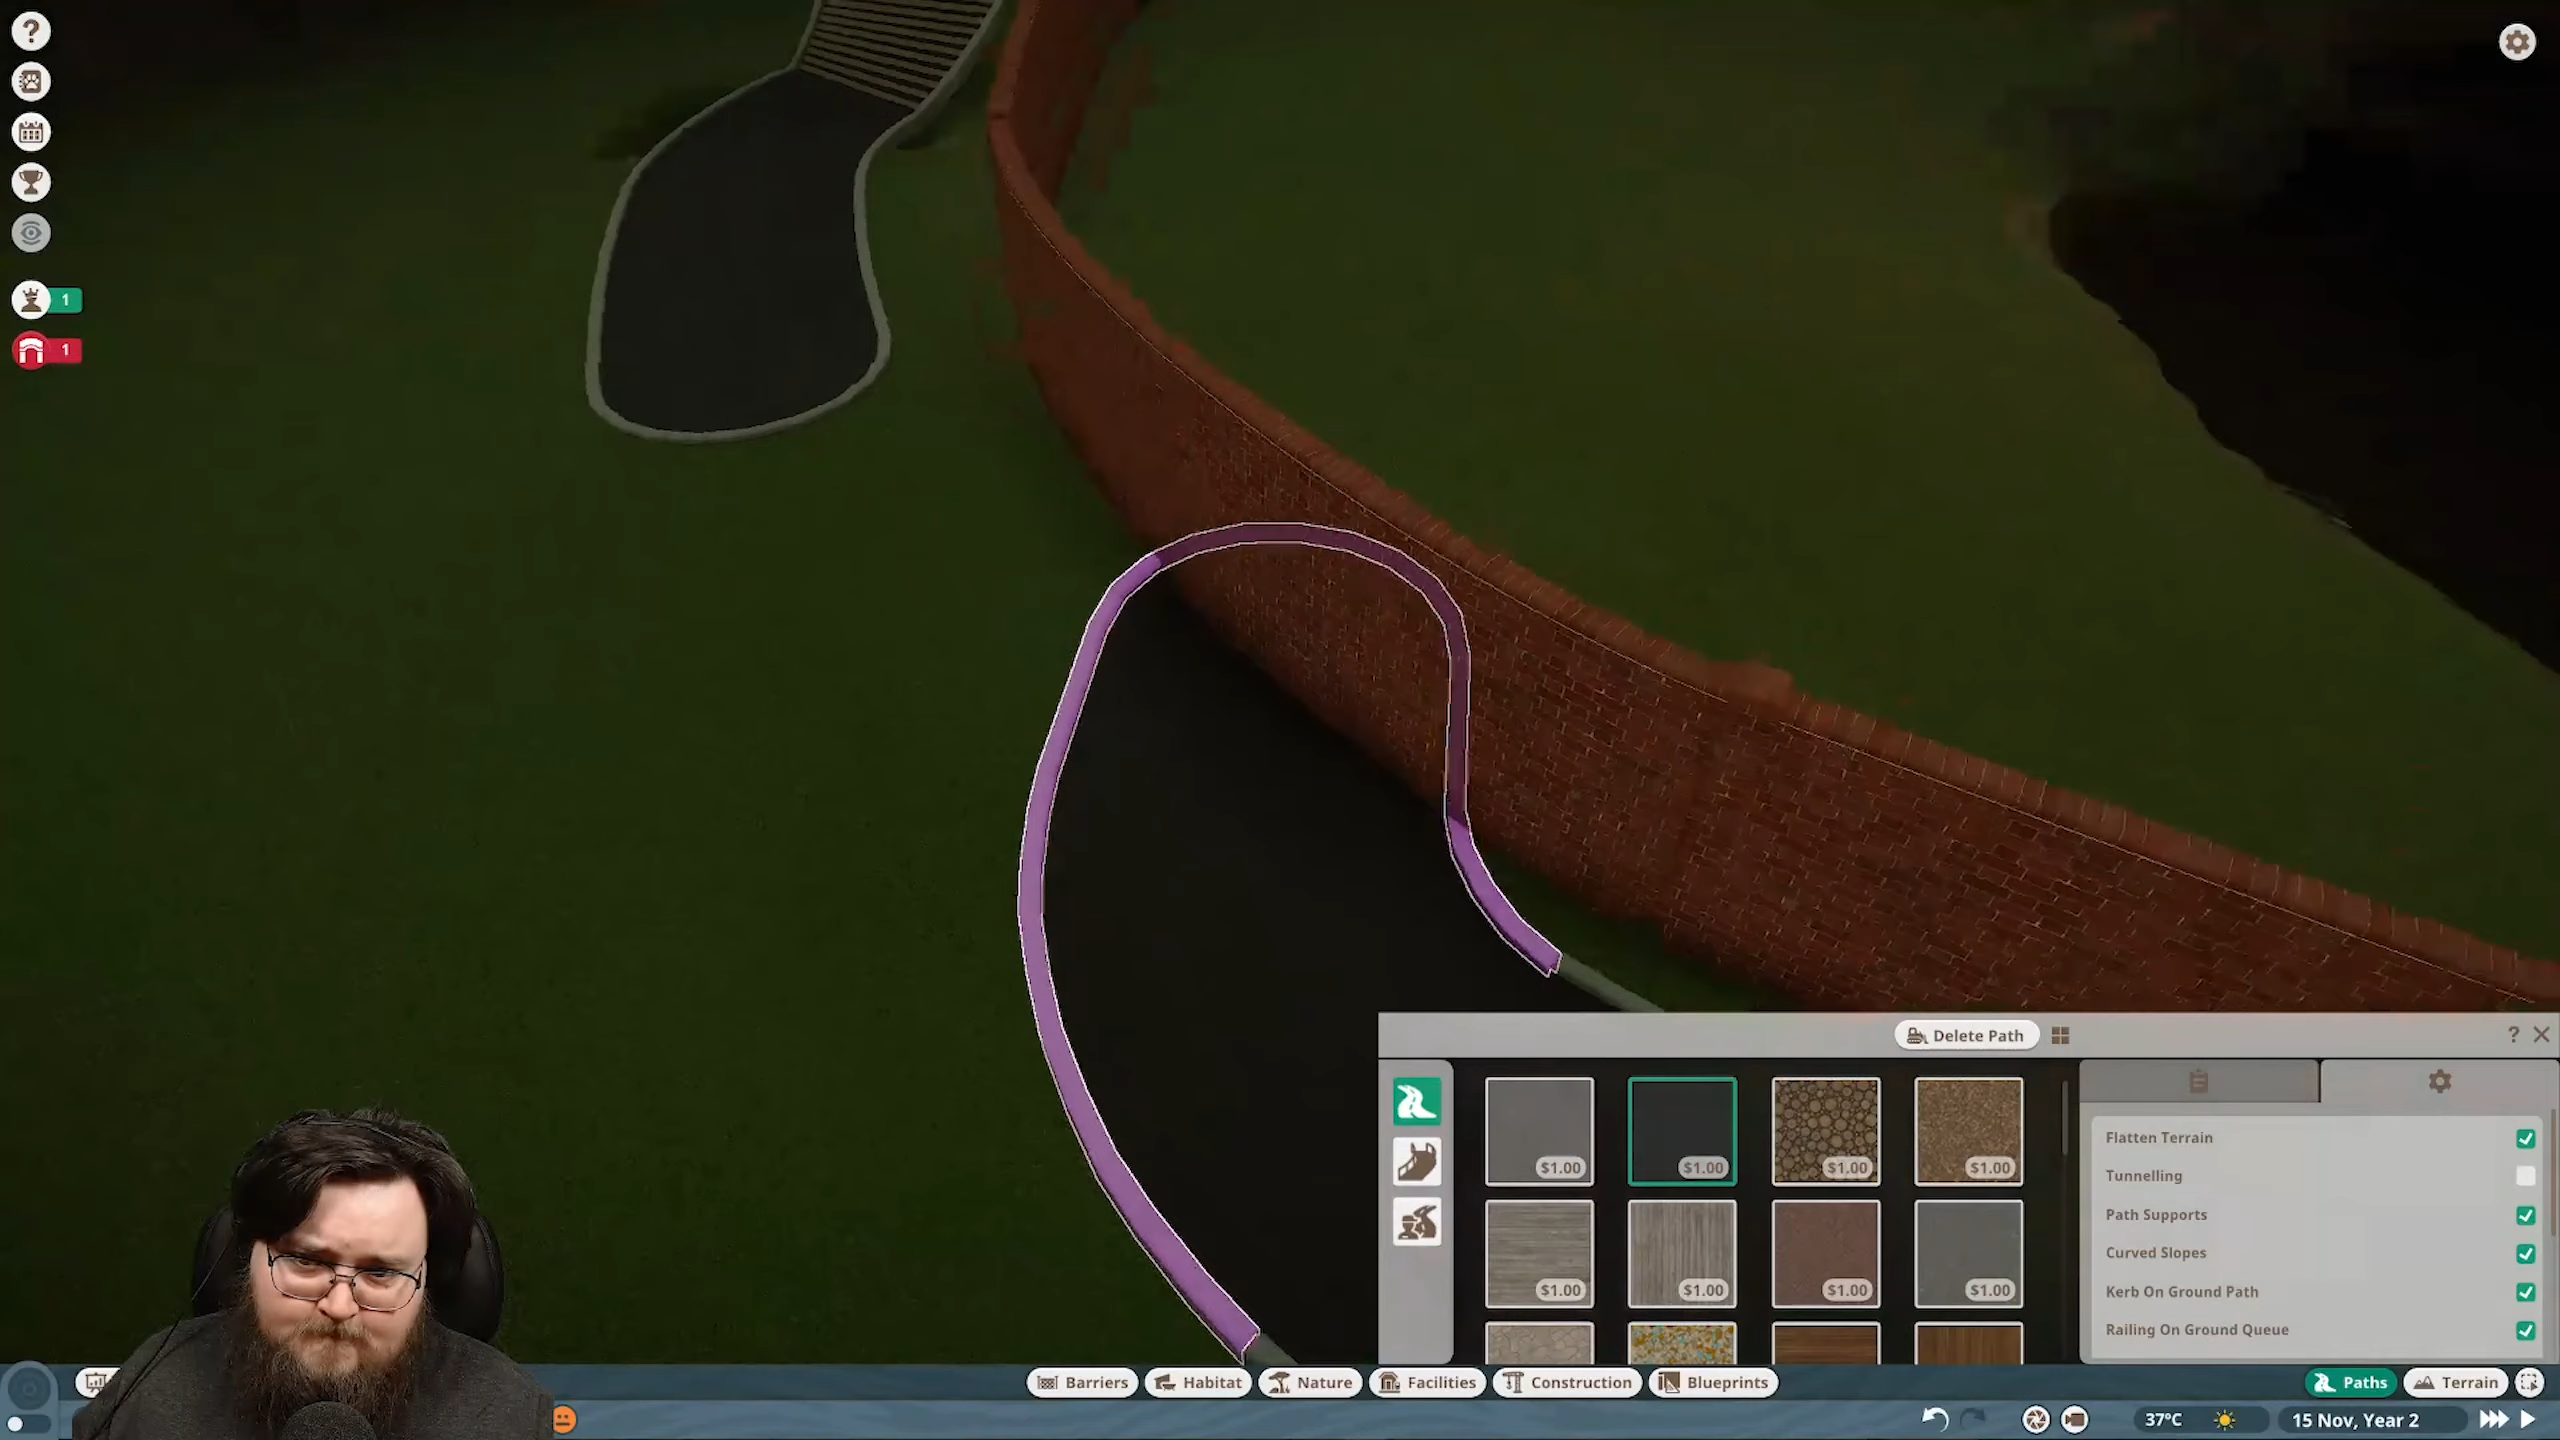 ?
1
1
Delete Path
?
$1.00 $1.00 $1.00 $1.00
$1.00 $1.00 $1.00 $1.00
Flatten Terrain
Tunnelling
Path Supports
Curved Slopes
Kerb On Ground Path
Railing On Ground Queue
Barriers Habitat Nature Facilities Construction Blueprints Paths Terrain
37°C 15 Nov, Year 2